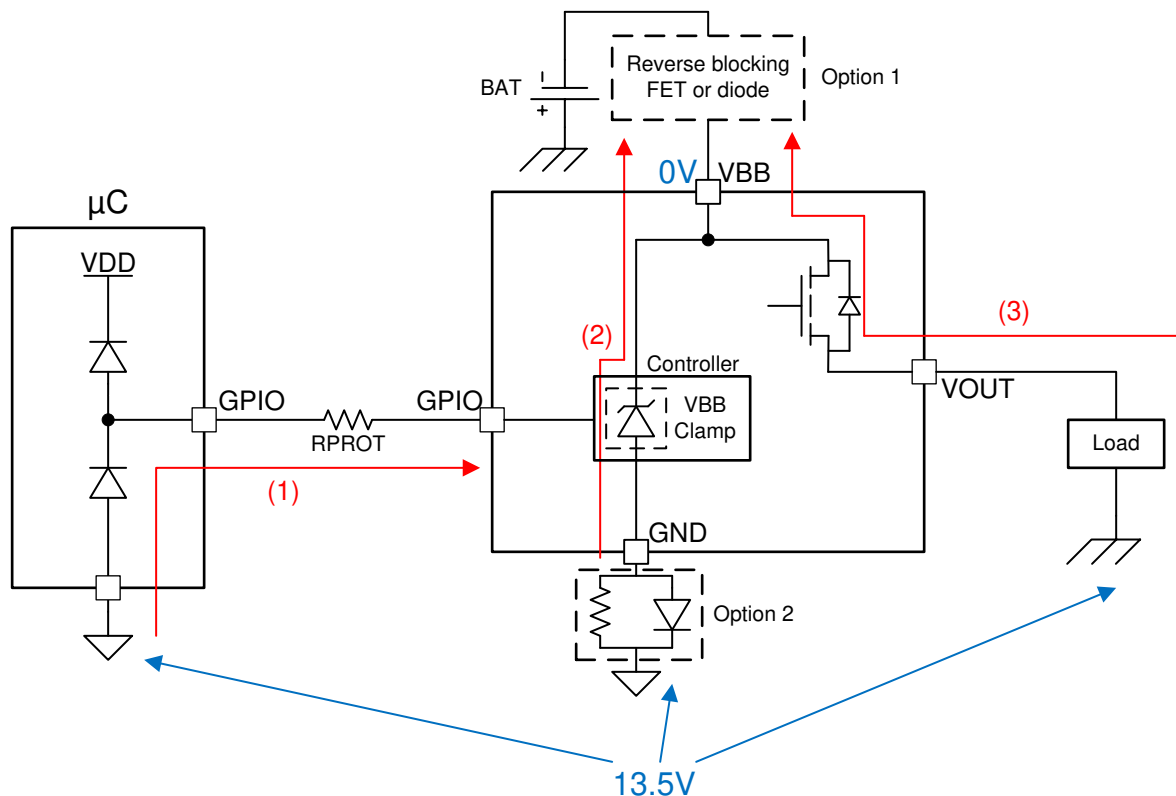 Reverse blocking
FET or diode
Option 1
BAT
-
+
0V
VBB
µC
VDD
(2)
(3)
Controller
VBB
Clamp
VOUT
GPIO
RPROT
GPIO
Load
(1)
GND
Option 2
13.5V